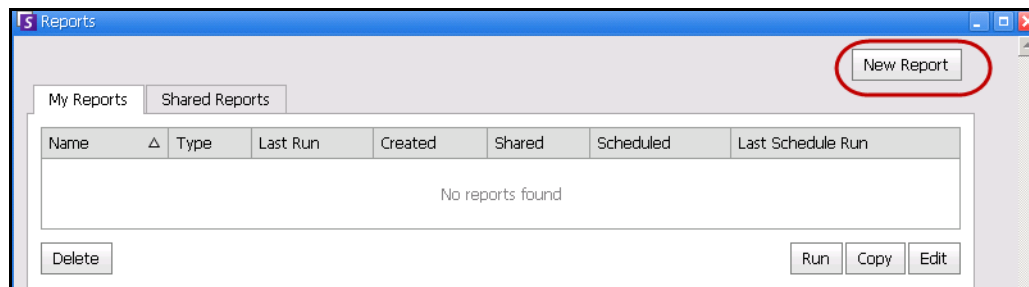 S Reports
New Report
My Reports Shared Reports
Name Type Last Run Created Shared Scheduled Last Schedule Run
No reports found
Delete Run Copy Edit